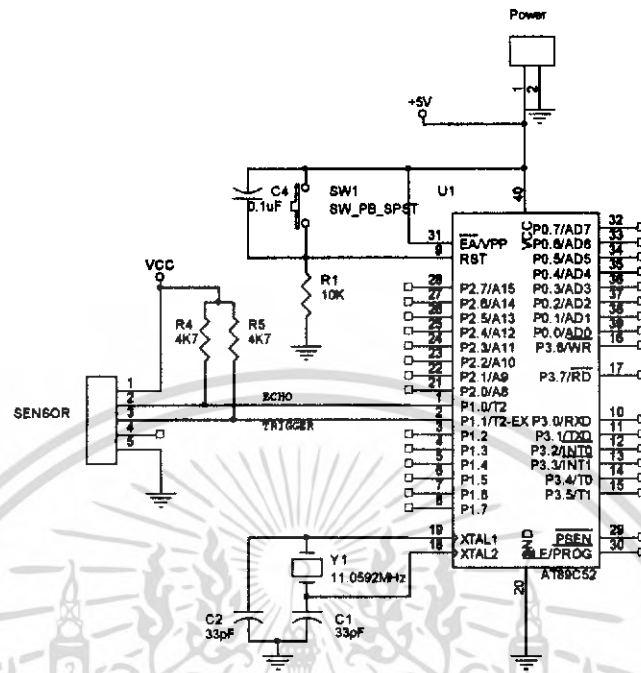 Power
1
2
+5V
C4
0.1uF
SW1
SW_PB_SPST
U1
40
VCC
31
EA/VPP
9
RST
R1
10K
VCC
R4
4K7
R5
4K7
SENSOR
1
2
3
4
5
ECHO
TRIGGER
28
P2.7/A15
27
P2.6/A14
26
P2.5/A13
25
P2.4/A12
24
P2.3/A11
23
P2.2/A10
22
P2.1/A9
21
P2.0/A8
1
P1.0/T2
2
P1.1/T2-EX
3
P1.2
4
P1.3
5
P1.4
6
P1.5
7
P1.6
8
P1.7
19
XTAL1
18
XTAL2
P0.7/AD7
32
P0.6/AD6
33
P0.5/AD5
34
P0.4/AD4
35
P0.3/AD3
36
P0.2/AD2
37
P0.1/AD1
38
P0.0/AD0
39
P3.6/WR
16
P3.7/RD
17
P3.0/RXD
10
P3.1/TXD
11
P3.2/INT0
12
P3.3/INT1
13
P3.4/T0
14
P3.5/T1
15
PSEN
29
LE/PROG
30
GND
20
AT89C52
Y1
11.0592MHz
C2
33pF
C1
33pF